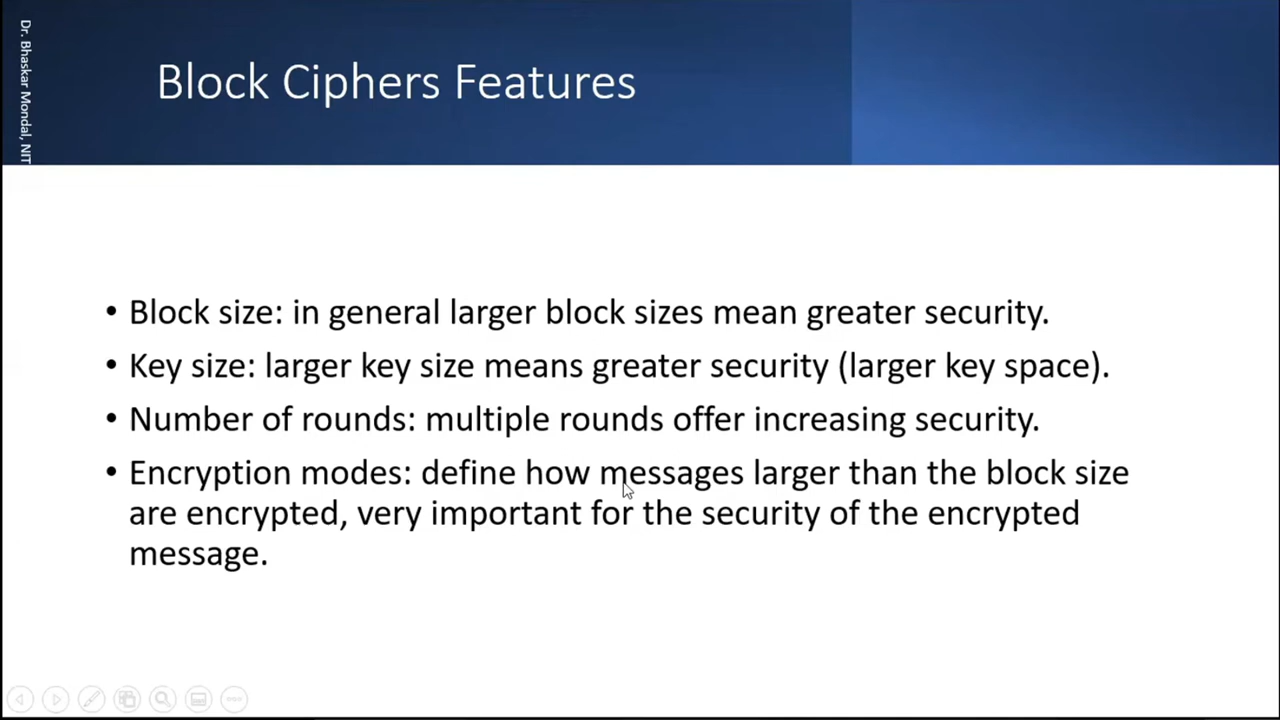 Dr. Bhaskar Mondal, NIT
Block Ciphers Features
• Block size: in general larger block sizes mean greater security.
• Key size: larger key size means greater security (larger key space).
• Number of rounds: multiple rounds offer increasing security.
• Encryption modes: define how messages larger than the block size
are encrypted, very important for the security of the encrypted
message.